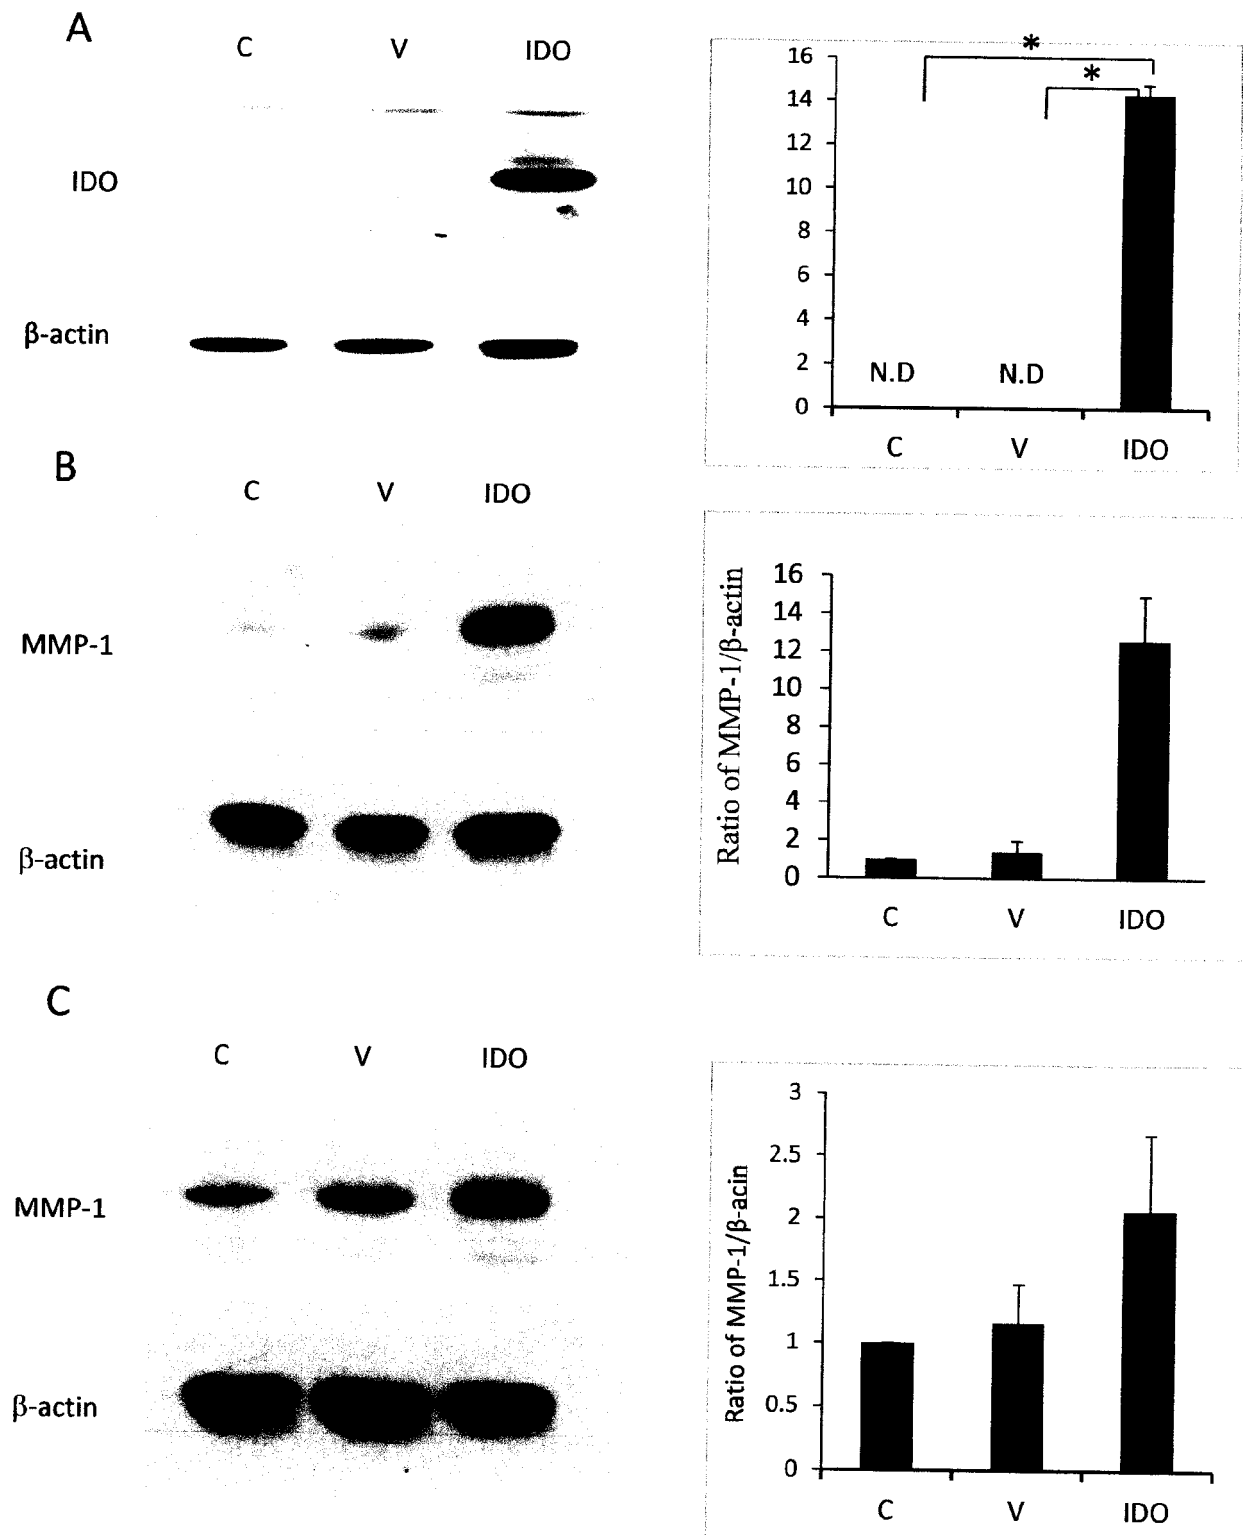 A
C V IDO
IDO
β-actin
*
*
16
14
12
10
8
6
4
2
0
N.D N.D
C V IDO
B
C V IDO
MMP-1
β-actin
Ratio of MMP-1/β-actin
16
14
12
10
8
6
4
2
0
C V IDO
C
C V IDO
MMP-1
β-actin
Ratio of MMP-1/β-acin
3
2.5
2
1.5
1
0.5
0
C V IDO